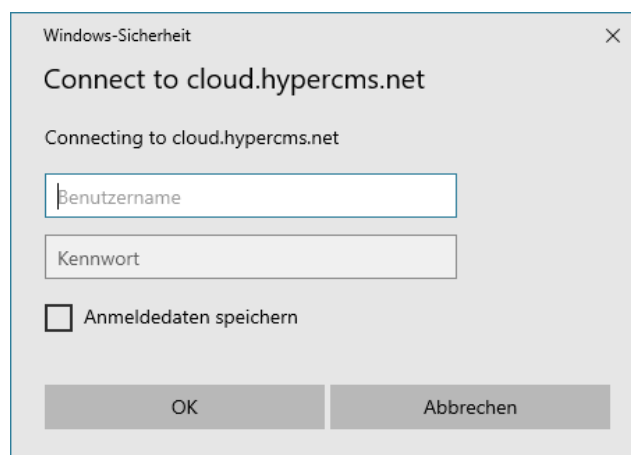 Windows-Sicherheit
Connect to cloud.hypercms.net
Connecting to cloud.hypercms.net
Benutzername
Kennwort
Anmeldedaten speichern
OK
Abbrechen